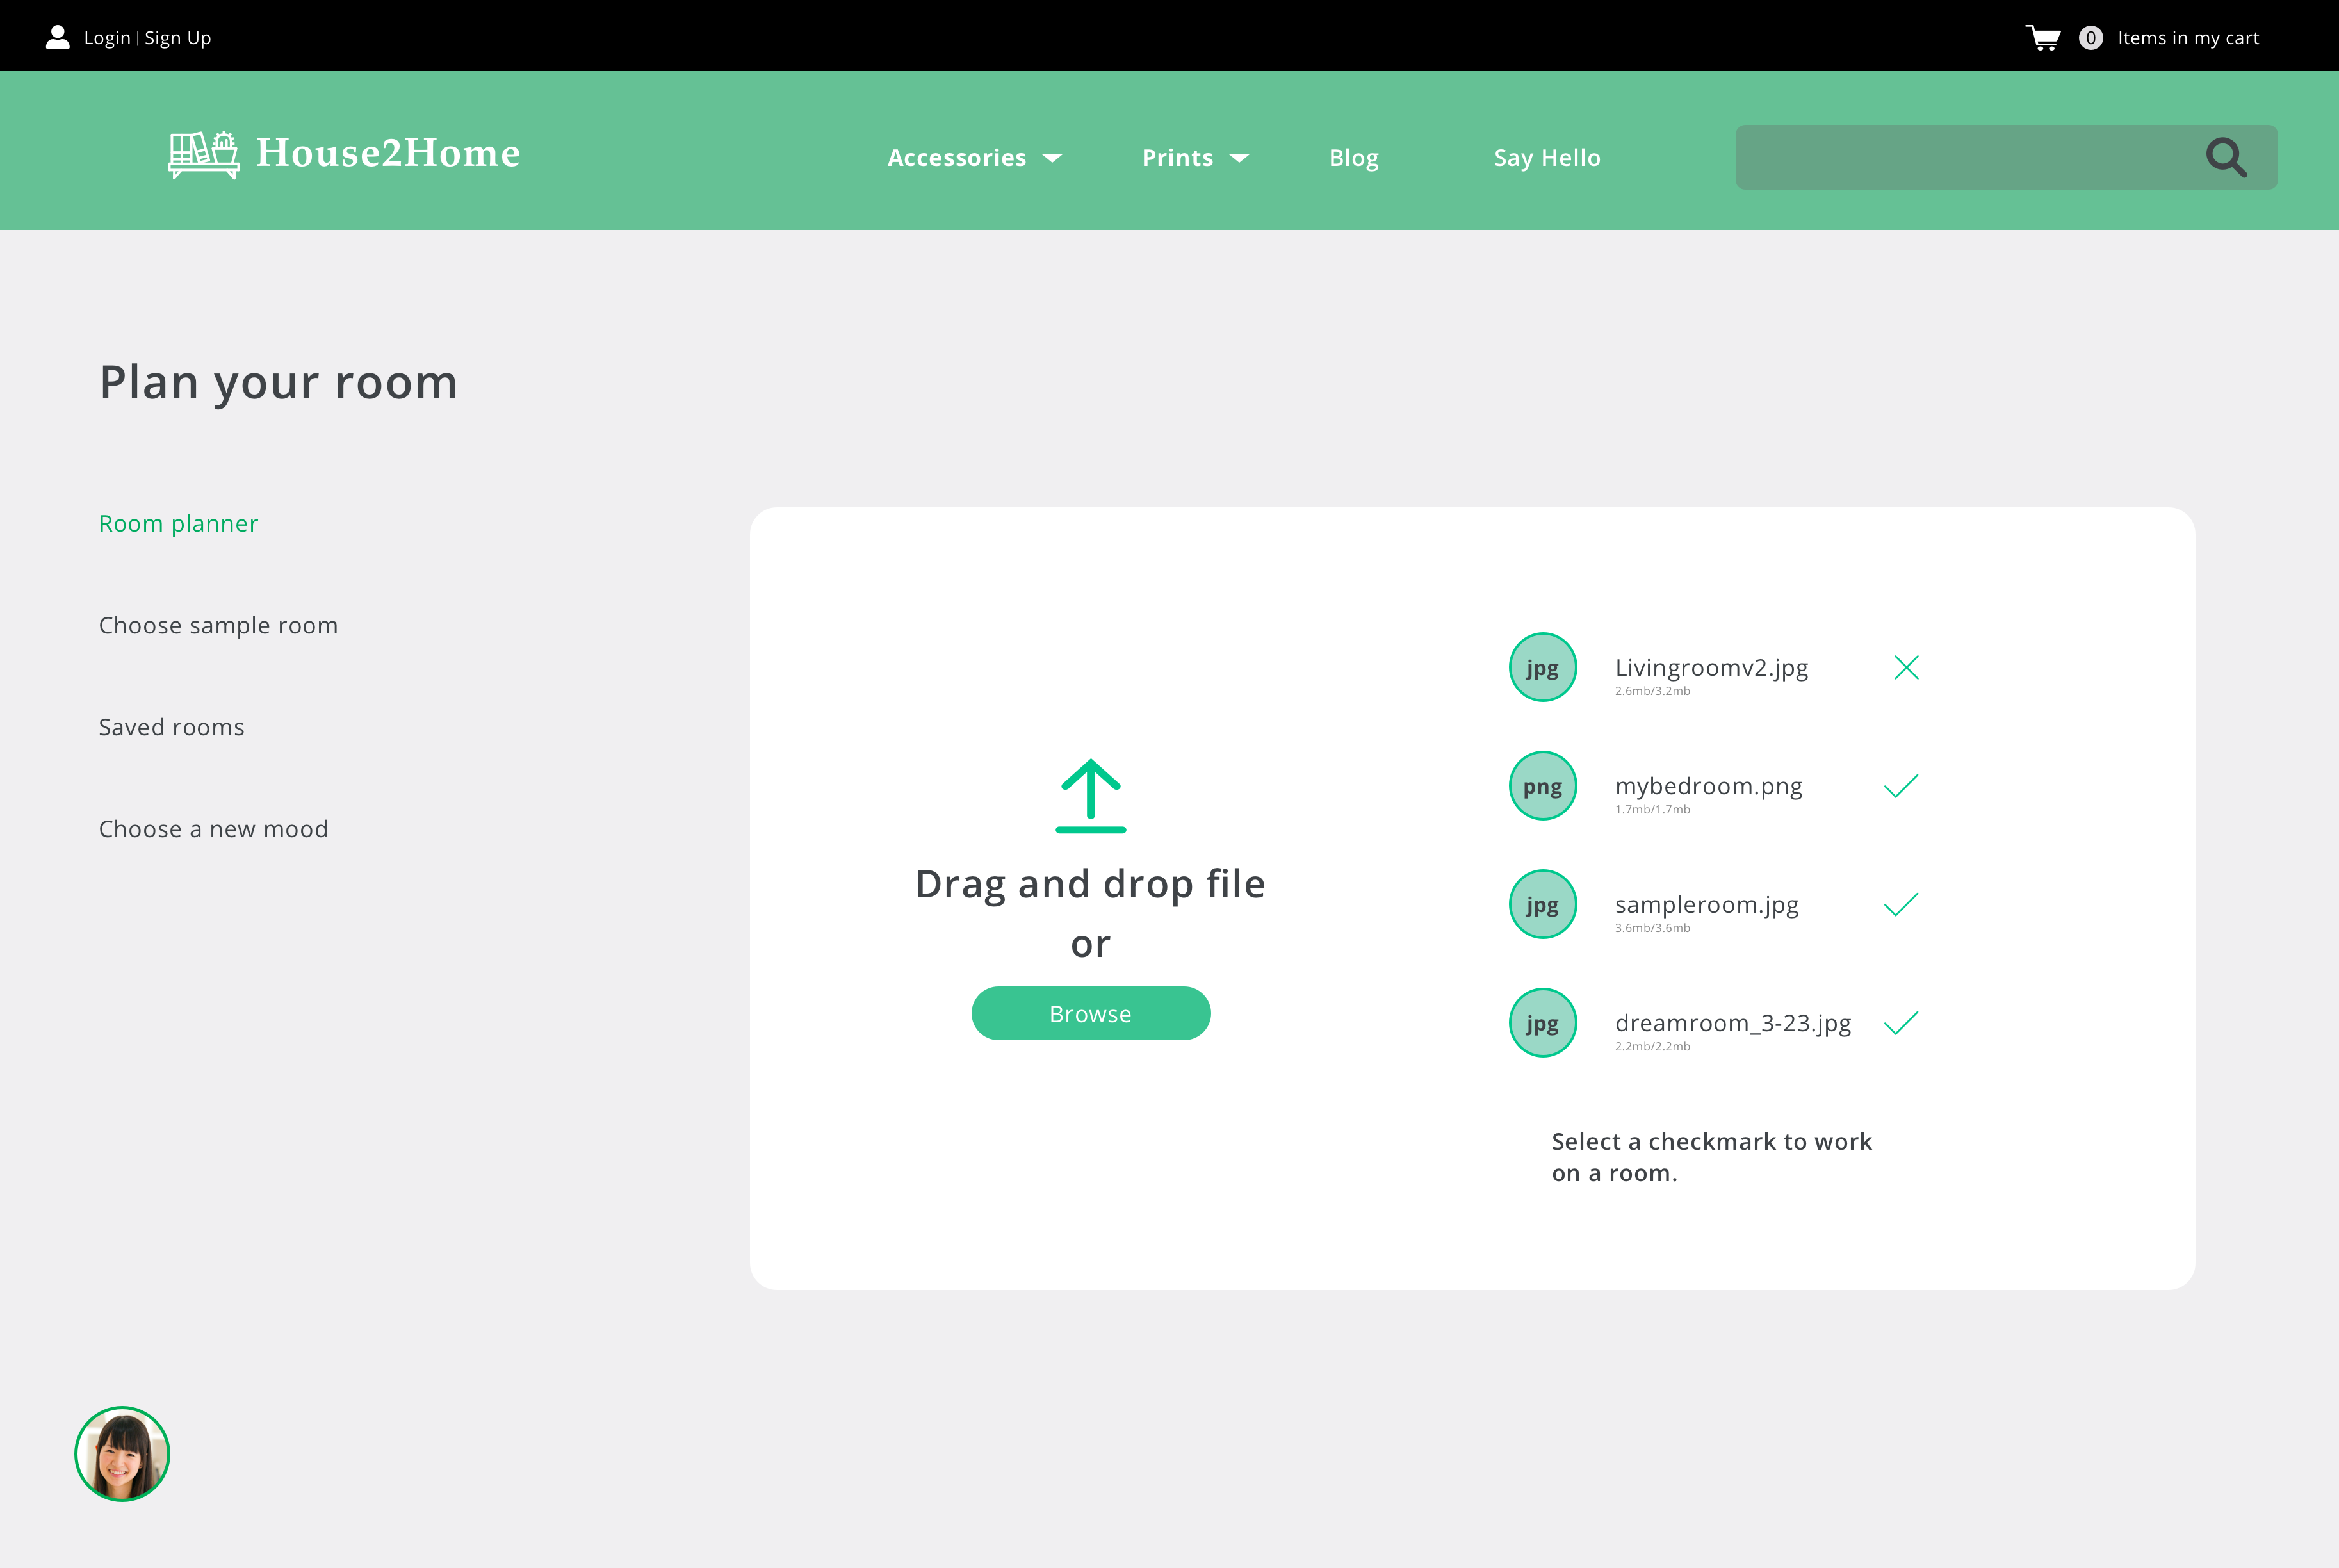 Login | Sign Up
0 Items in my cart
House2Home
Accessories
Prints
Blog
Say Hello
Plan your room
Room planner
Choose sample room
Saved rooms
Choose a new mood
Drag and drop file
or
Browse
jpg
Livingroomv2.jpg
2.6mb/3.2mb
png
mybedroom.png
1.7mb/1.7mb
jpg
sampleroom.jpg
3.6mb/3.6mb
jpg
dreamroom_3-23.jpg
2.2mb/2.2mb
Select a checkmark to work
on a room.